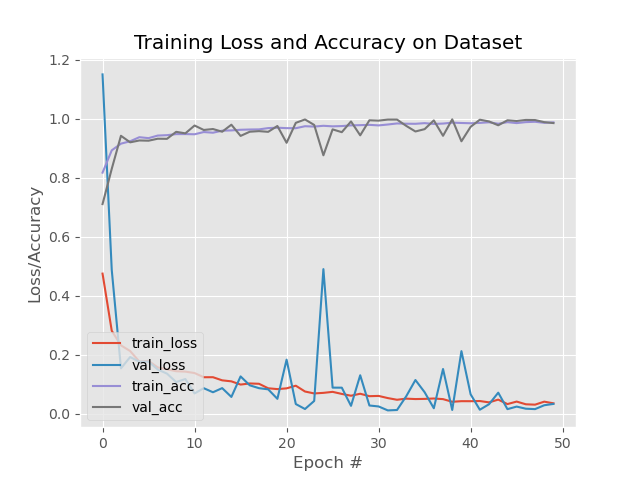 Training Loss and Accuracy on Dataset
1.2
1.0
0.8
0.6
0.4
0.2
0.0
Loss/Accuracy
train_loss
val_loss
train_acc
val_acc
0 10 20 30 40 50
Epoch #